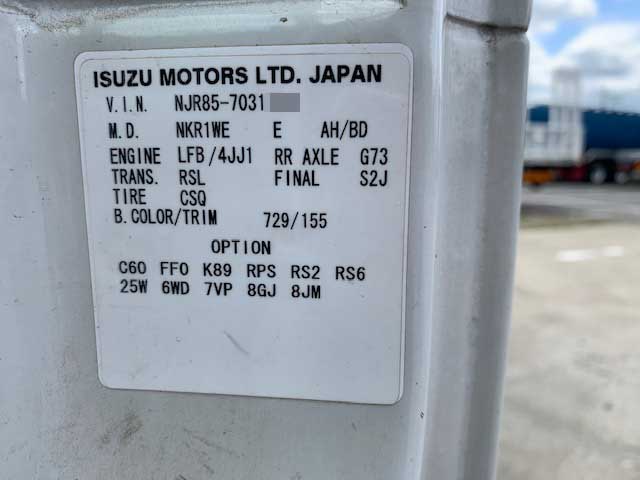 ISUZU MOTORS LTD. JAPAN
V.I.N. NJR85-7031
M.D. NKR1WE E AH/BD
ENGINE LFB/4JJ1 RR AXLE G73
TRANS. RSL FINAL S2J
TIRE CSQ
B.COLOR/TRIM 729/155
OPTION
C60 FF0 K89 RPS RS2 RS6
25W 6WD 7VP 8GJ 8JM